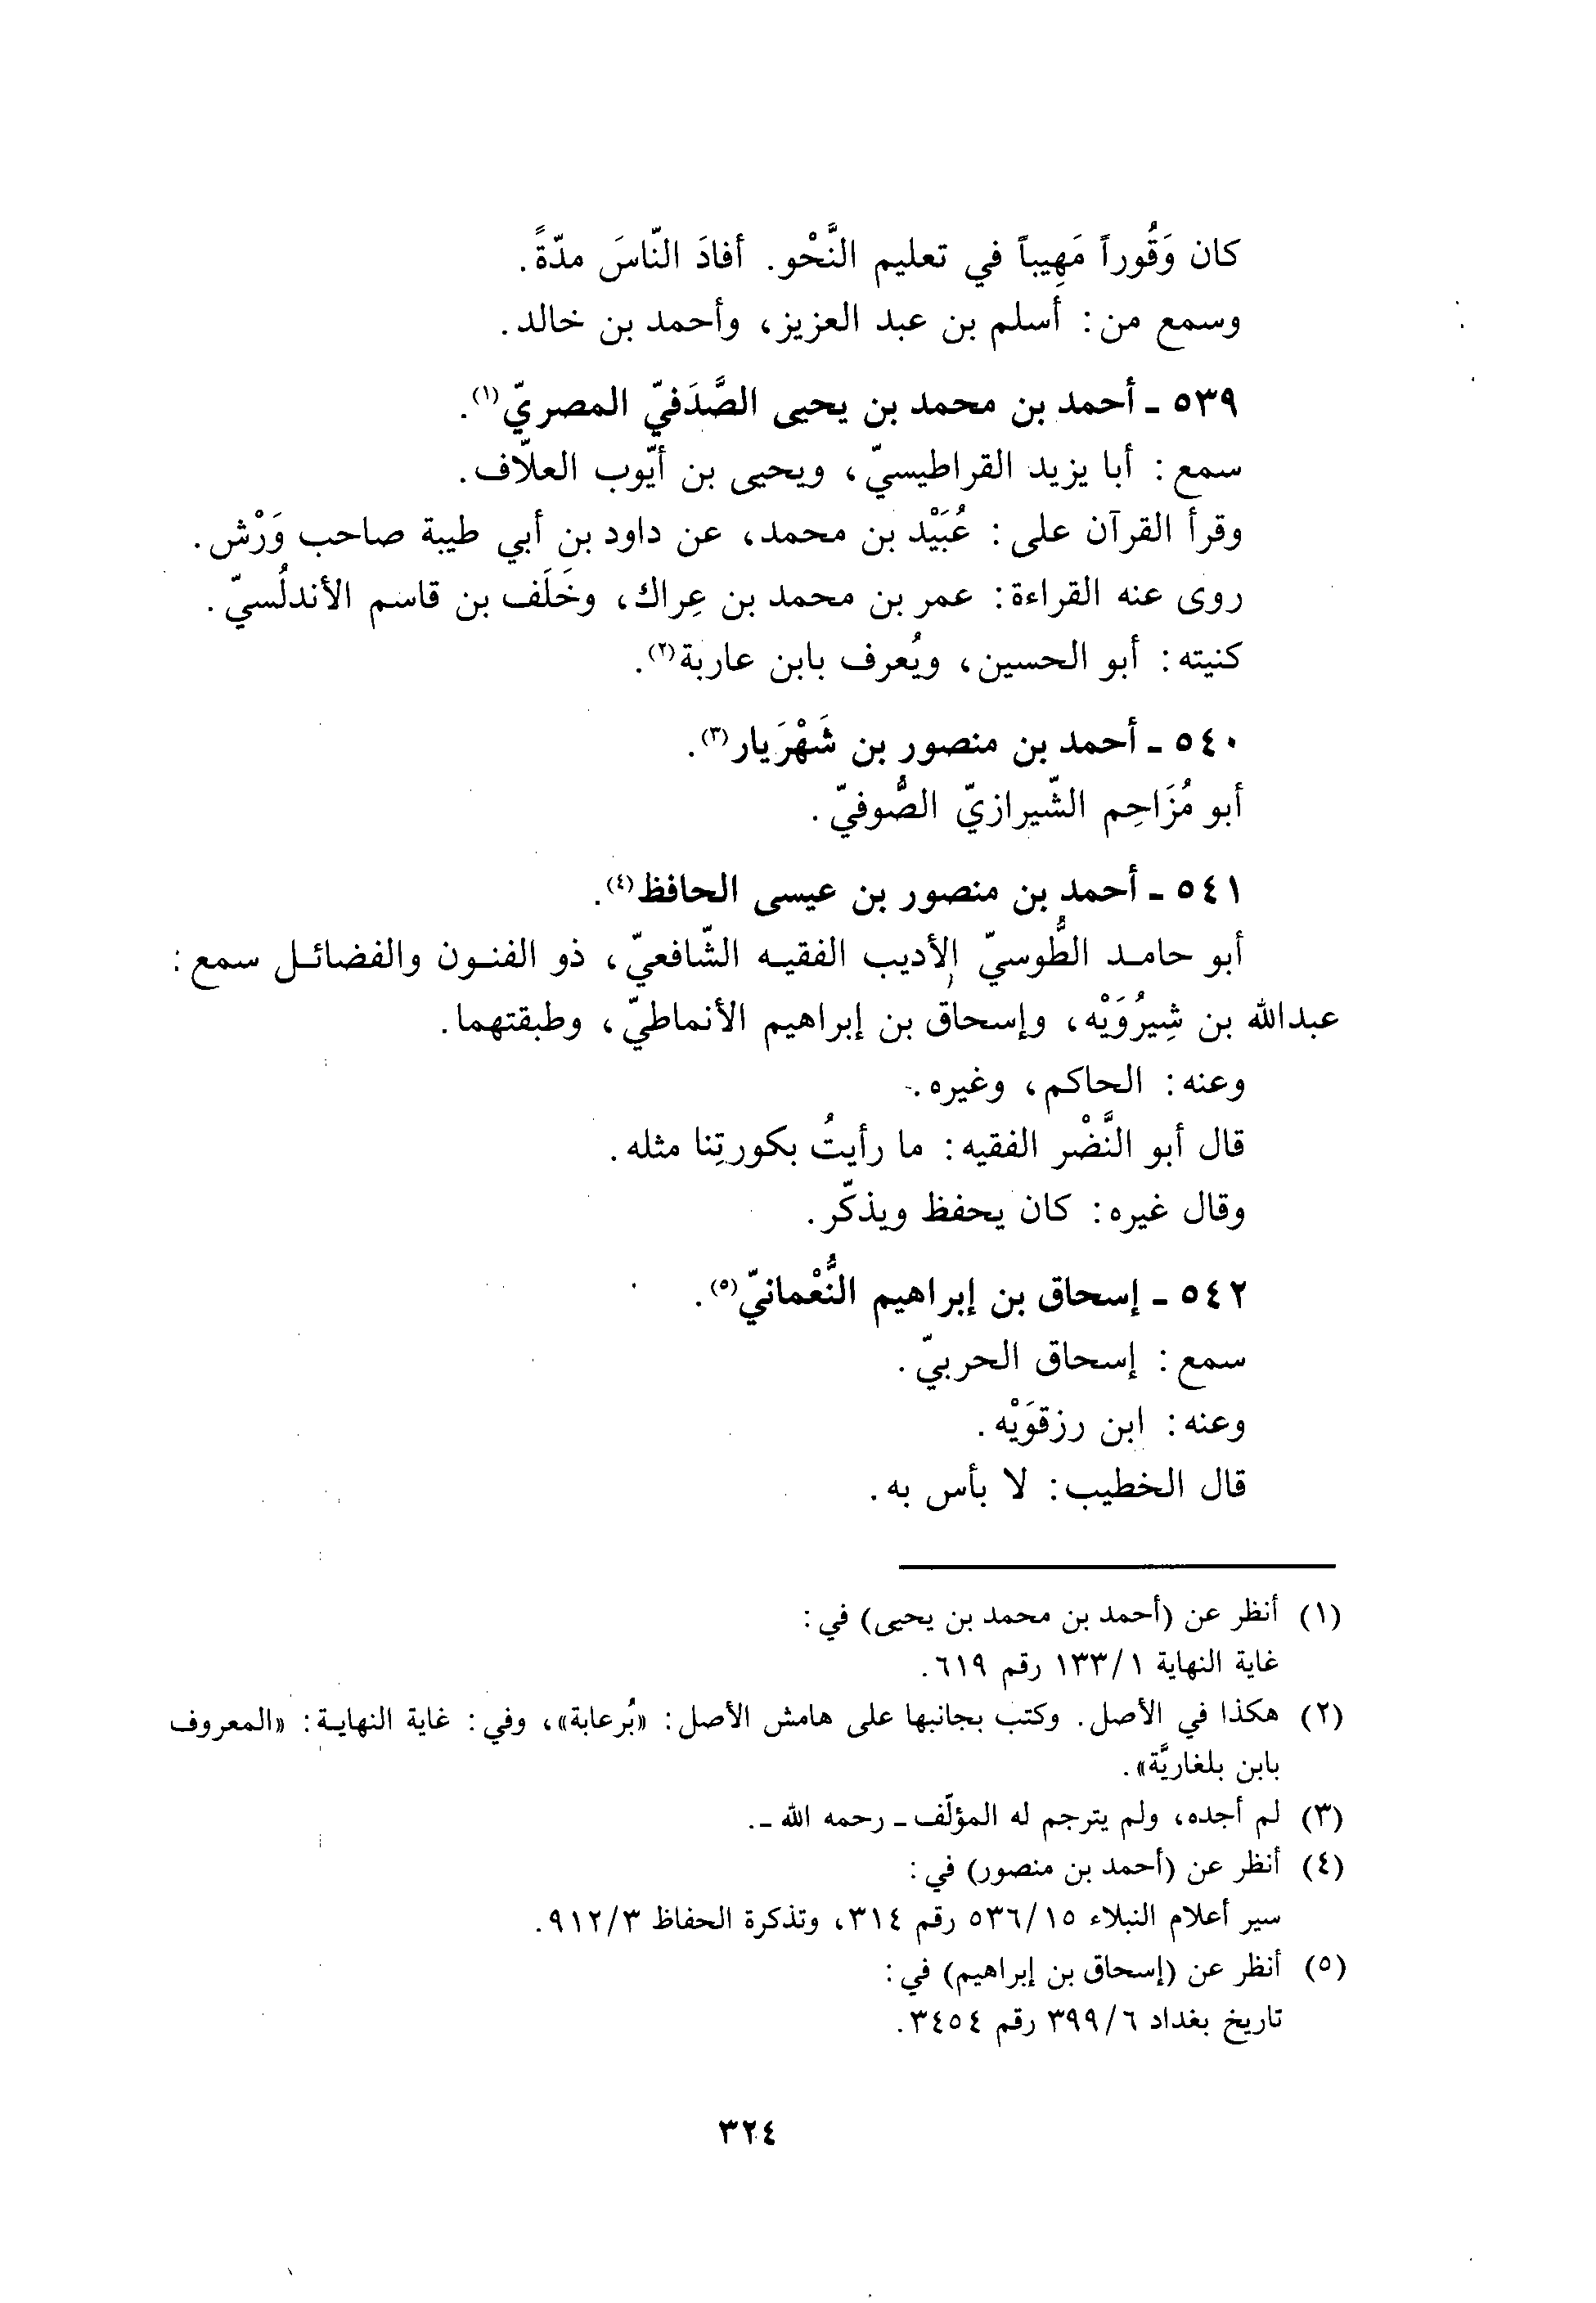 كان وَقُوراً مَهِيباً في تعليم النَّحْو. أفادَ النّاسَ مدّةً.
وسمع من: أسلم بن عبد العزيز، وأحمد بن خالد.
٥٣٩ ـ أحمد بن محمد بن يحيى الصَّدَفيّ المصريّ(١).
سمع: أبا يزيد القراطيسيّ، ويحيى بن أيّوب العلاّف.
وقرأ القرآن على: عُبَيْد بن محمد، عن داود بن أبي طيبة صاحب وَرْش.
روى عنه القراءة: عمر بن محمد بن عِراك، وخَلَف بن قاسم الأندلُسيّ.
كنيته: أبو الحسين، ويُعرف بابن عاربة(٢).
٥٤٠ ـ أحمد بن منصور بن شَهْرَيار(٣).
أبو مُزَاحِم الشّيرازيّ الصُّوفيّ.
٥٤١ ـ أحمد بن منصور بن عيسى الحافظ(٤).
أبو حامد الطُّوسيّ الأديب الفقيه الشّافعيّ، ذو الفنون والفضائل سمع:
عبدالله بن شِيرُوَيْه، وإسحاق بن إبراهيم الأنماطيّ، وطبقتهما.
وعنه: الحاكم، وغيره.
قال أبو النَّضْر الفقيه: ما رأيتُ بكورتِنا مثله.
وقال غيره: كان يحفظ ويذكّر.
٥٤٢ ـ إسحاق بن إبراهيم النُّعْمانيّ(٥).
سمع: إسحاق الحربيّ.
وعنه: ابن رزقوَيْه.
قال الخطيب: لا بأس به.
(١) أنظر عن (أحمد بن محمد بن يحيى) في:
غاية النهاية ١٣٣/١ رقم ٦١٩.
(٢) هكذا في الأصل. وكتب بجانبها على هامش الأصل: «بُرعابة»، وفي: غاية النهاية: «المعروف
بابن بلغاريَّة».
(٣) لم أجده، ولم يترجم له المؤلّف ـ رحمه الله ـ.
(٤) أنظر عن (أحمد بن منصور) في:
سير أعلام النبلاء ٥٣٦/١٥ رقم ٣١٤، وتذكرة الحفاظ ٩١٢/٣.
(٥) أنظر عن (إسحاق بن إبراهيم) في:
تاريخ بغداد ٣٩٩/٦ رقم ٣٤٥٤.
٣٢٤